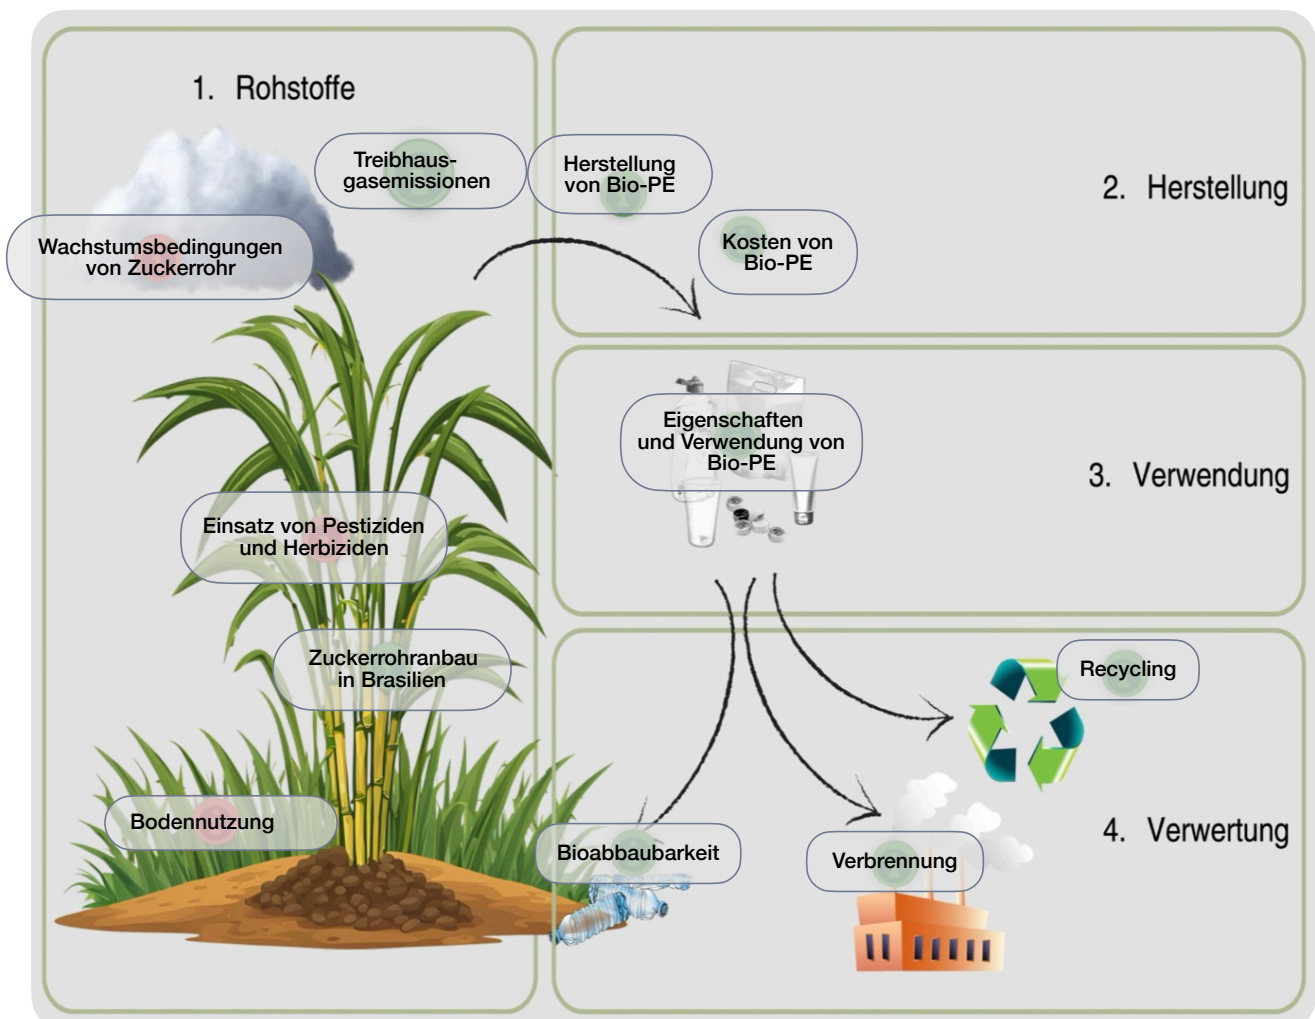 1. Rohstoffe
Treibhaus-
gasemissionen
Wachstumsbedingungen
von Zuckerrohr
Einsatz von Pestiziden
und Herbiziden
Zuckerrohranbau
in Brasilien
Bodennutzung
Herstellung
von Bio-PE
Kosten von
Bio-PE
2. Herstellung
Eigenschaften
und Verwendung von
Bio-PE
3. Verwendung
Recycling
Bioabbaubarkeit
Verbrennung
4. Verwertung